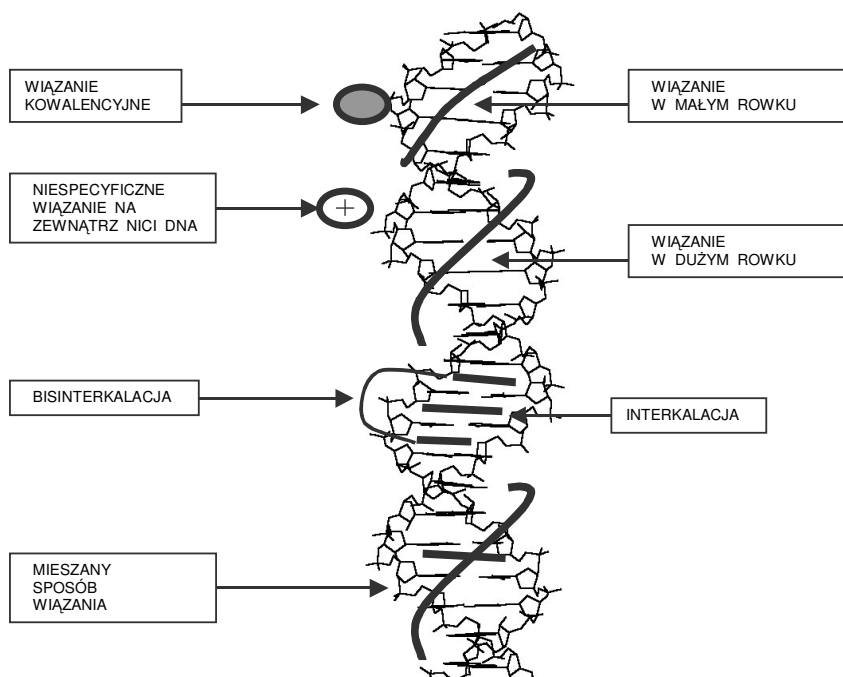 WIĄZANIE
KOWALENCYJNE
WIĄZANIE
W MAŁYM ROWKU
NIESPECYFICZNE
WIĄZANIE NA
ZEWNĄTRZ NICI DNA
+
WIĄZANIE
W DUŻYM ROWKU
BISINTERKALACJA
INTERKALACJA
MIESZANY
SPOSÓB
WIĄZANIA